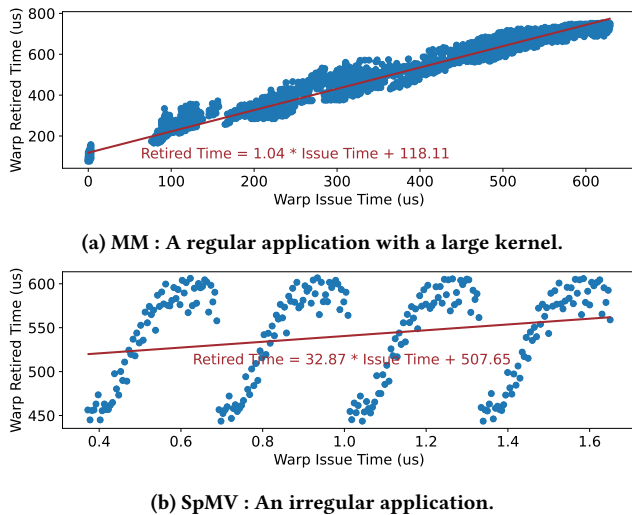 800
600
400
200
Warp Retired Time (us)
Retired Time = 1.04 * Issue Time + 118.11
0 100 200 300 400 500 600
Warp Issue Time (us)
(a) MM : A regular application with a large kernel.
600
550
500
450
Warp Retired Time (us)
Retired Time = 32.87 * Issue Time + 507.65
0.4 0.6 0.8 1.0 1.2 1.4 1.6
Warp Issue Time (us)
(b) SpMV : An irregular application.